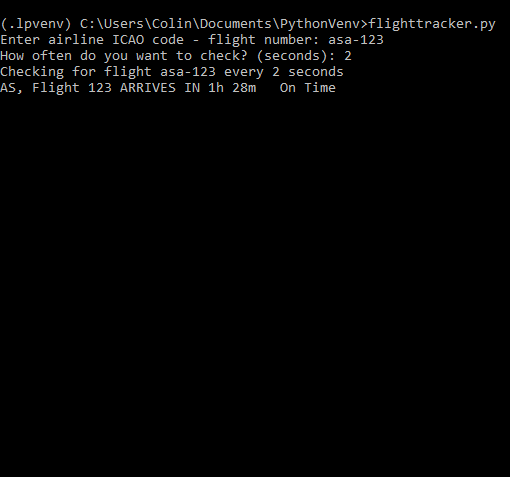 (.lpvenv) C:\Users\Colin\Documents\PythonVenv>flighttracker.py
Enter airline ICAO code - flight number: asa-123
How often do you want to check? (seconds): 2
Checking for flight asa-123 every 2 seconds
AS, Flight 123 ARRIVES IN 1h 28m   On Time